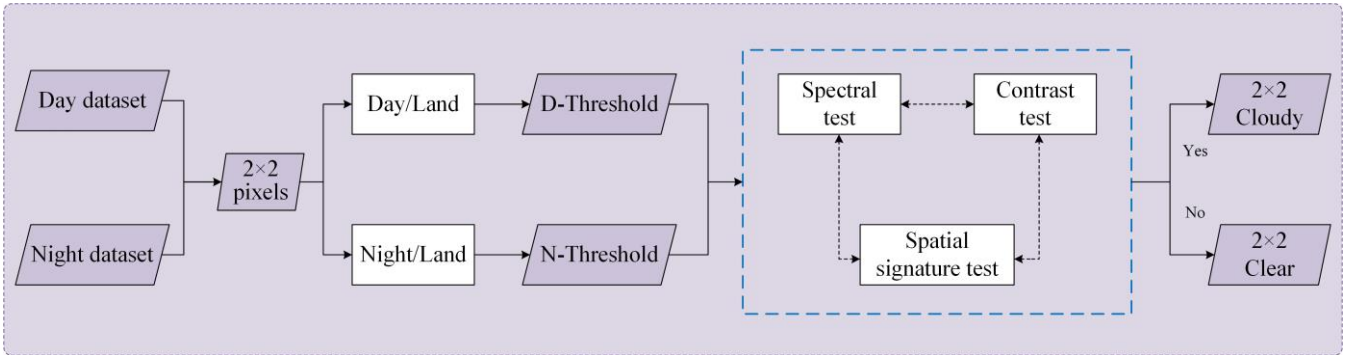 Day dataset
Night dataset
2×2
pixels
Day/Land
Night/Land
D-Threshold
N-Threshold
Spectral
test
Contrast
test
Spatial
signature test
Yes
No
2×2
Cloudy
2×2
Clear